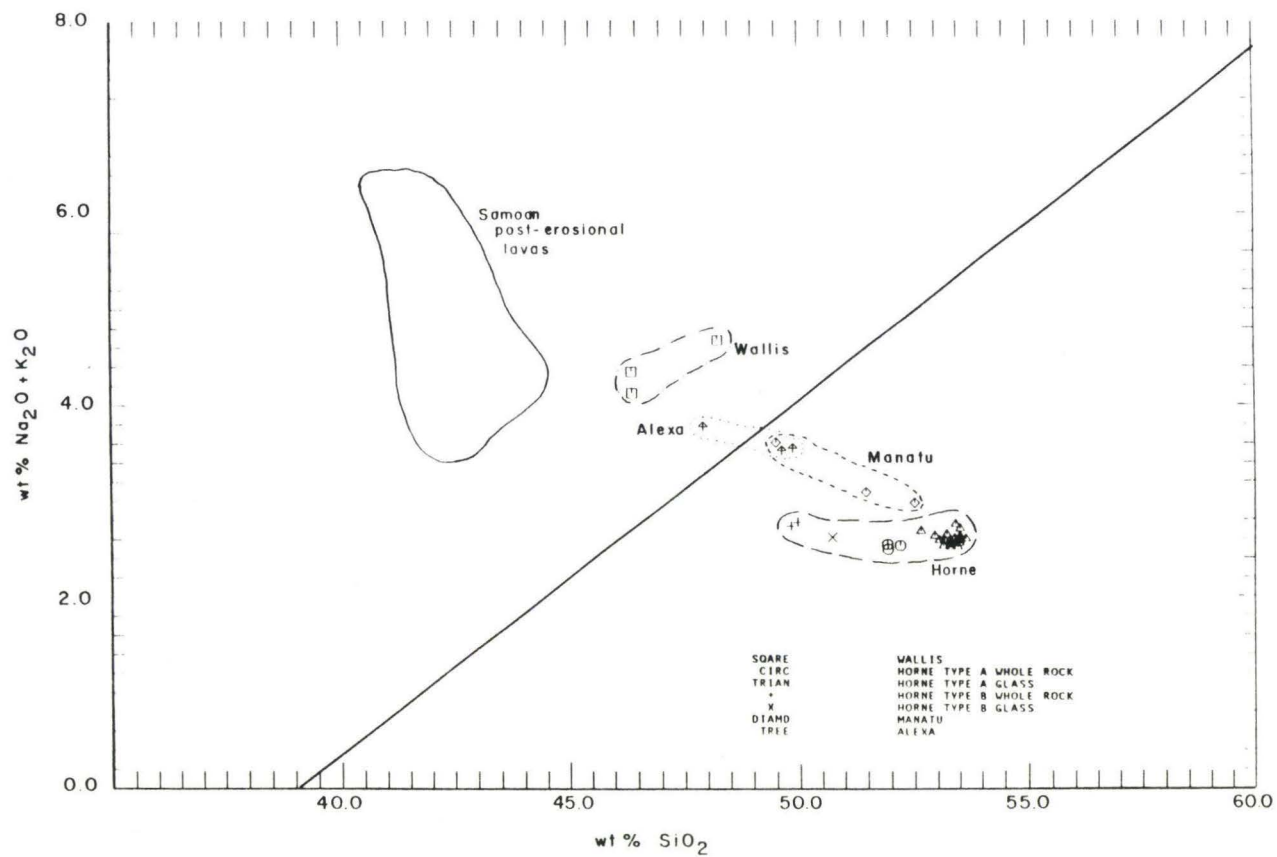 8.0
6.0
4.0
2.0
0.0
wt % Na₂O + K₂O
Samoan
post-erosional
lavas
Wallis
Alexa
Manatu
Horne
SQARE WALLIS
CIRC HORNE TYPE A WHOLE ROCK
TRIAN HORNE TYPE A GLASS
+ HORNE TYPE B WHOLE ROCK
X HORNE TYPE B GLASS
DIAMD MANATU
TREE ALEXA
40.0 45.0 50.0 55.0 60.0
wt % SiO₂